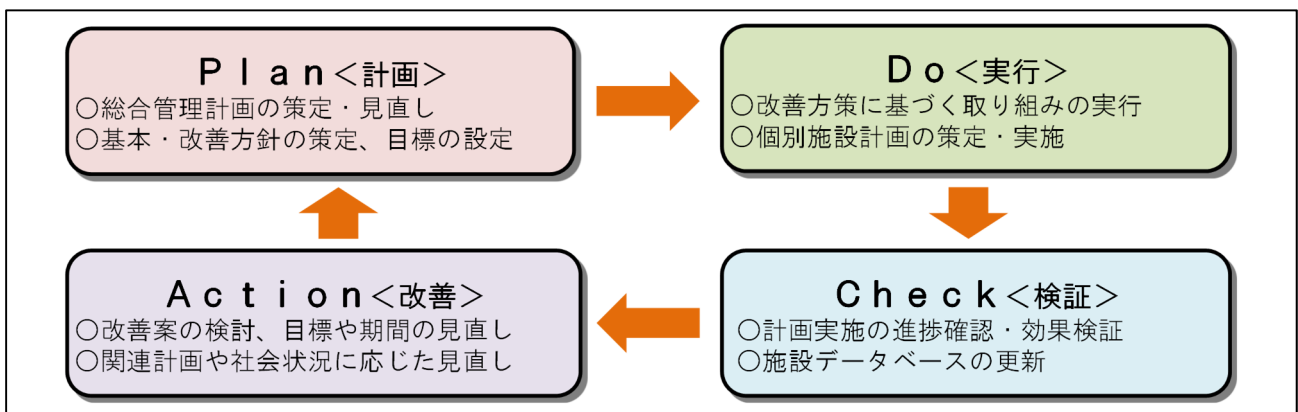 Ｐｌａｎ＜計画＞
○総合管理計画の策定・見直し
○基本・改善方針の策定、目標の設定
Ｄｏ＜実行＞
○改善方策に基づく取り組みの実行
○個別施設計画の策定・実施
Ａｃｔｉｏｎ＜改善＞
○改善案の検討、目標や期間の見直し
○関連計画や社会状況に応じた見直し
Ｃｈｅｃｋ＜検証＞
○計画実施の進捗確認・効果検証
○施設データベースの更新